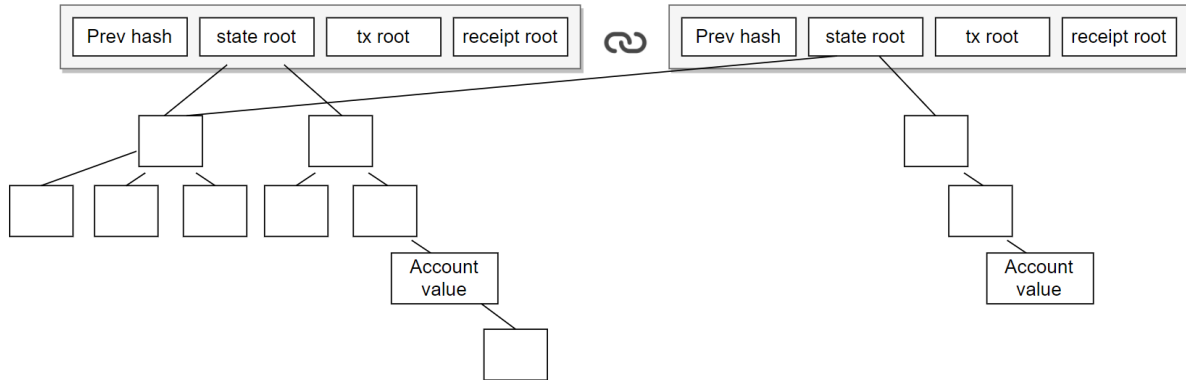 Prev hash
state root
tx root
receipt root
Prev hash
state root
tx root
receipt root
Account
value
Account
value